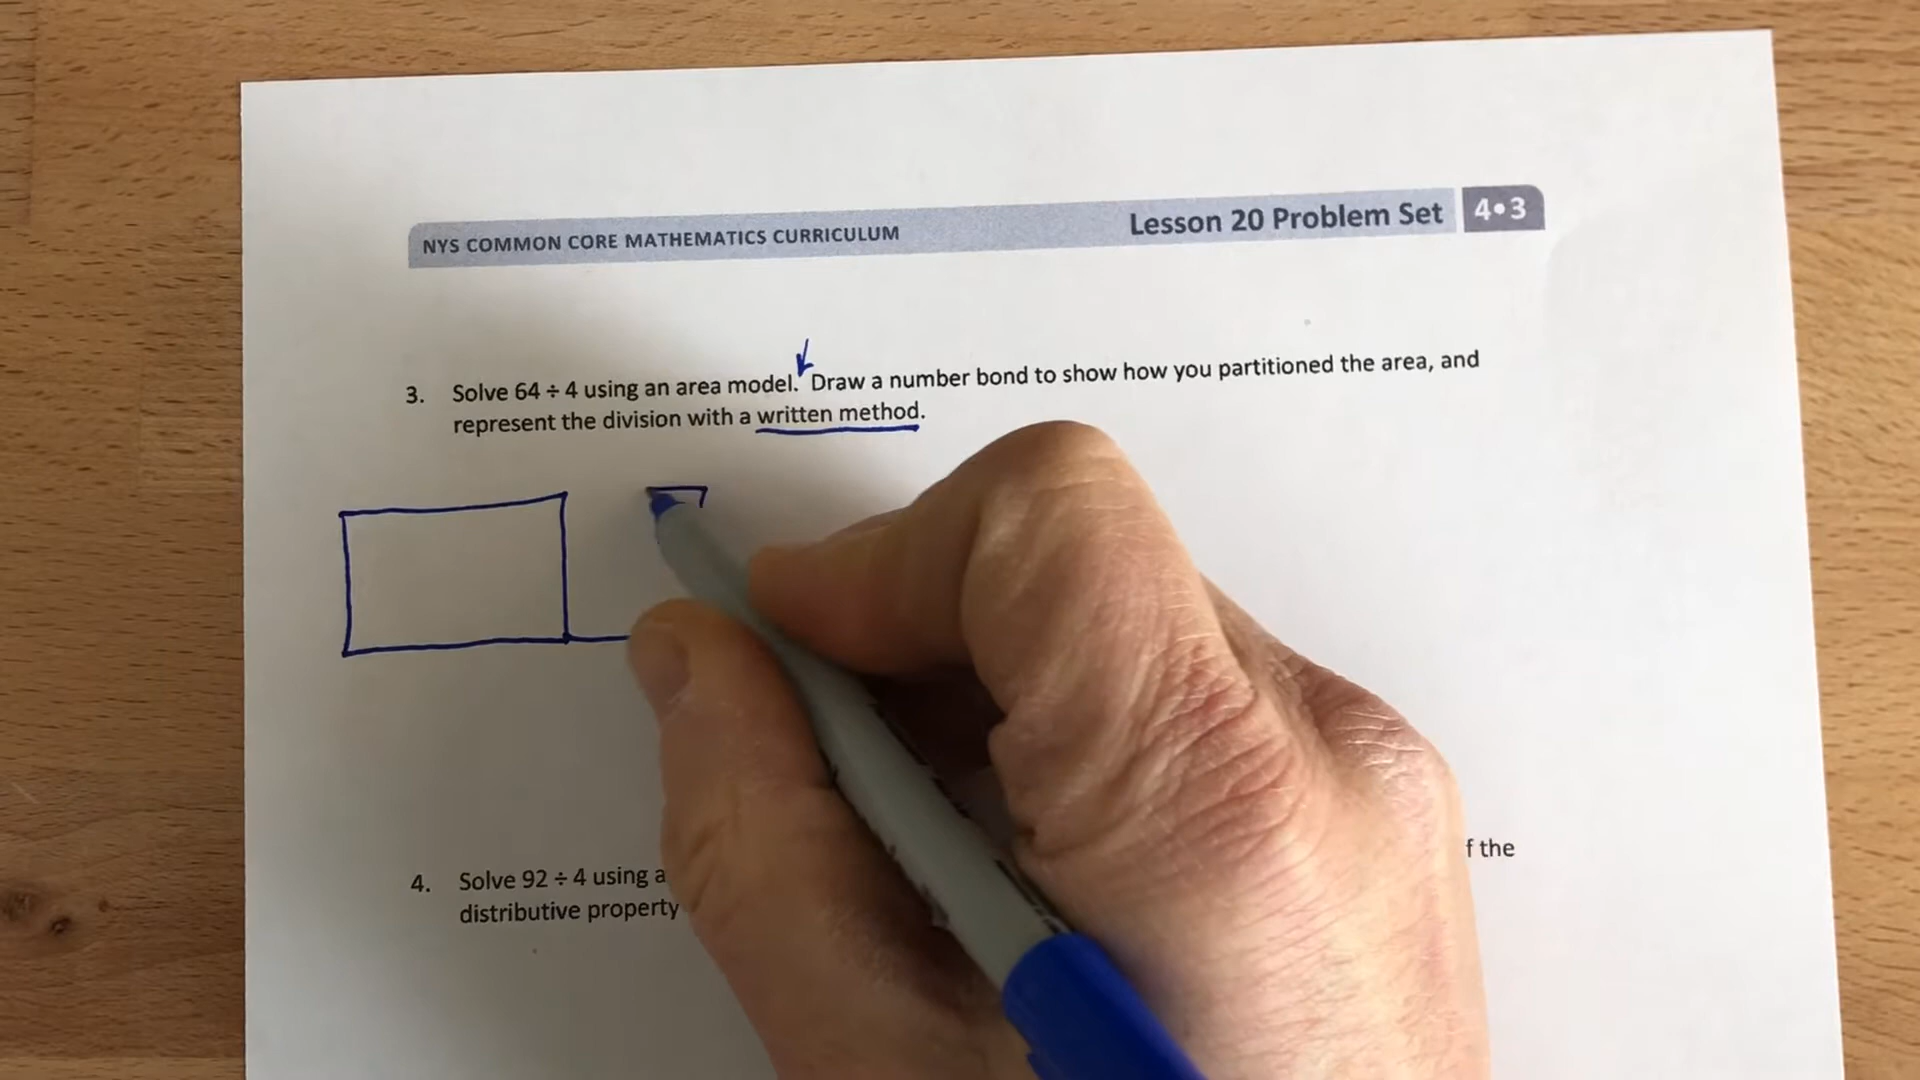 NYS COMMON CORE MATHEMATICS CURRICULUM
Lesson 20 Problem Set
4•3
3. Solve 64 ÷ 4 using an area model. Draw a number bond to show how you partitioned the area, and
represent the division with a written method.
4. Solve 92 ÷ 4 using a f the
distributive property